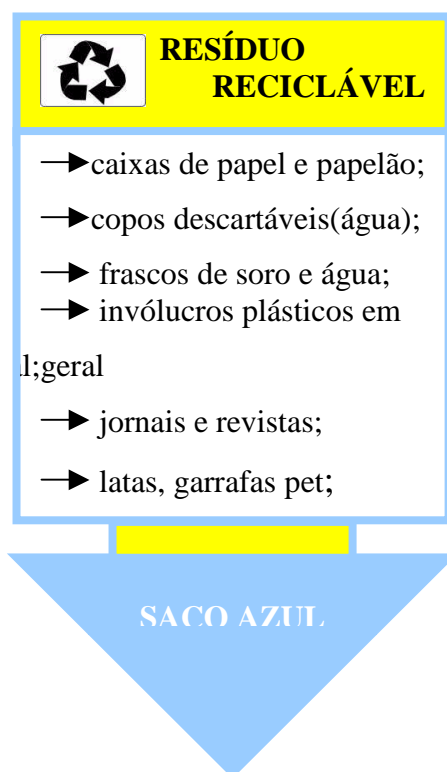 RESÍDUO
RECICLÁVEL
caixas de papel e papelão;
copos descartáveis(água);
frascos de soro e água;
invólucros plásticos em
l;geral
jornais e revistas;
latas, garrafas pet;
SACO AZUL